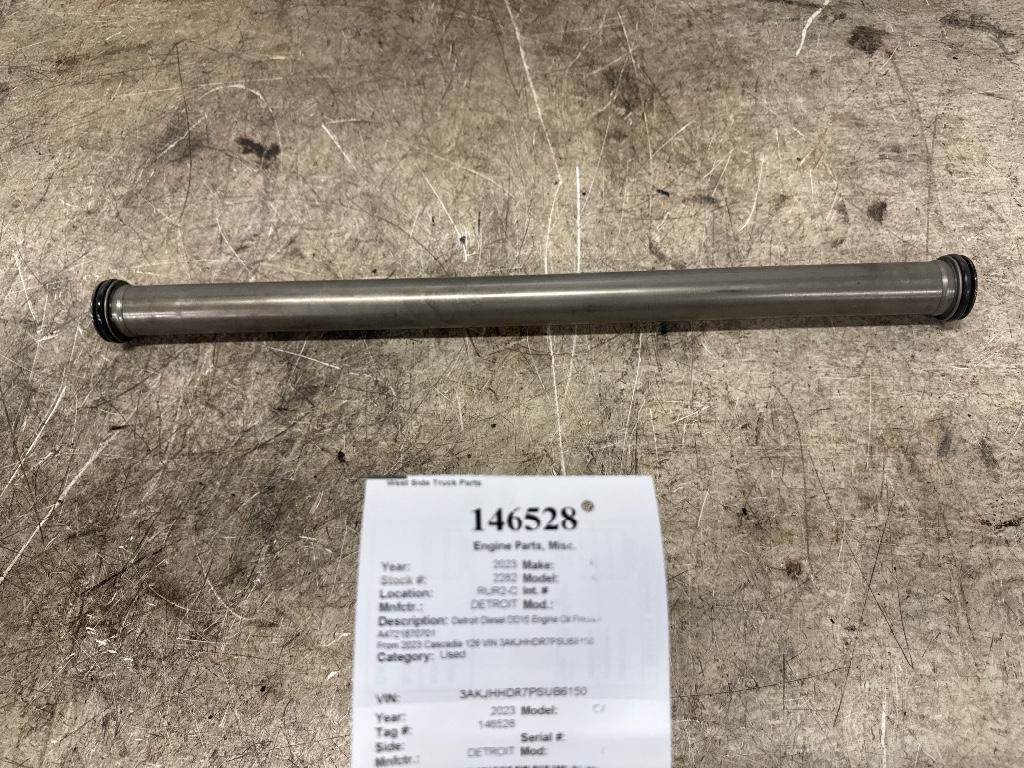 West Side Truck Parts
146528
Engine Parts, Misc.
Year: 2023 Make:
Stock #: 2282 Model:
Location: RUR2-C Int. #
Mnfctr.: DETROIT Mod.:
Description: Detroit Diesel DD15 Engine Oil
A4721870701
From 2023 Cascadia 126 VIN 3AKJHHDR7PSUB6150
Category: Used
VIN: 3AKJHHDR7PSUB6150
Year: 2023 Model:
Tag #: 146528
Side: Serial #:
Mnfctr.: DETROIT Mod: